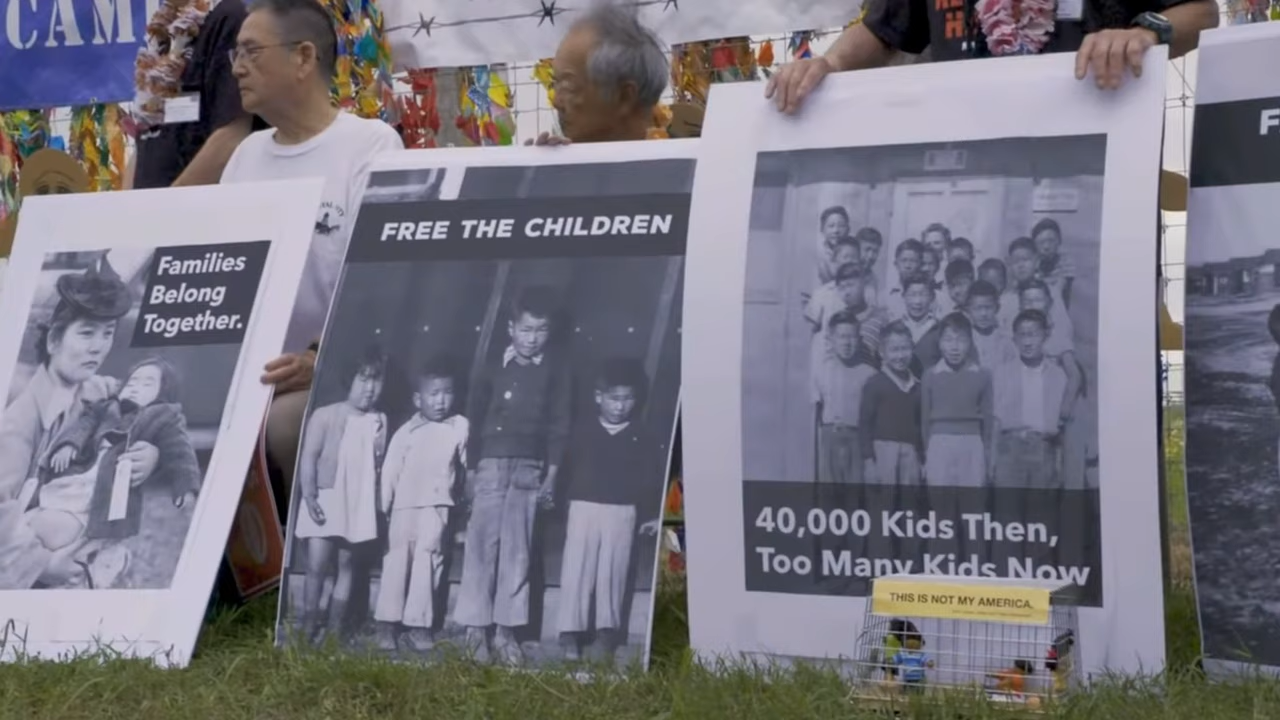 CAM
Families
Belong
Together.
FREE THE CHILDREN
40,000 Kids Then,
Too Many Kids Now
THIS IS NOT MY AMERICA.
F